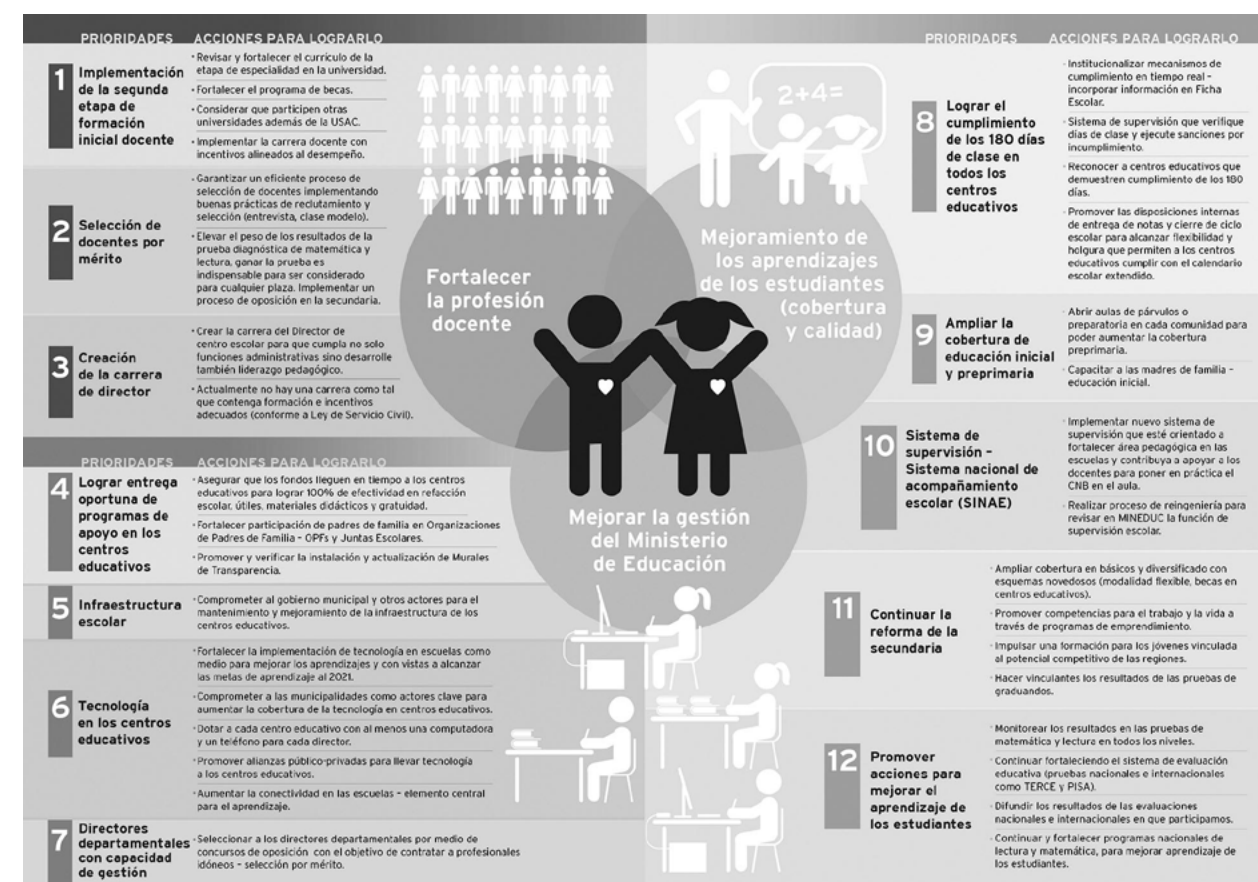 PRIORIDADES ACCIONES PARA LOGRARLO
1
Implementación
de la segunda
etapa de
formación
inicial docente
· Revisar y fortalecer el currículo de la
etapa de especialidad en la universidad.
· Fortalecer el programa de becas.
· Considerar que participen otras
universidades además de la USAC.
· Implementar la carrera docente con
incentivos alineados al desempeño.
2
Selección de
docentes por
mérito
· Garantizar un eficiente proceso de
selección de docentes implementando
buenas prácticas de reclutamiento y
selección (entrevista, clase modelo).
· Elevar el peso de los resultados de la
prueba diagnóstica de matemática y
lectura, ganar la prueba es
indispensable para ser considerado
para cualquier plaza. Implementar un
proceso de oposición en la secundaria.
3
Creación
de la carrera
de director
· Crear la carrera del Director de
centro escolar para que cumpla no solo
funciones administrativas sino desarrolle
también liderazgo pedagógico.
· Actualmente no hay una carrera como tal
que contenga formación e incentivos
adecuados (conforme a Ley de Servicio Civil).
PRIORIDADES ACCIONES PARA LOGRARLO
4
Lograr entrega
oportuna de
programas de
apoyo en los
centros
educativos
· Asegurar que los fondos lleguen en tiempo a los centros
educativos para lograr 100% de efectividad en refacción
escolar, útiles, materiales didácticos y gratuidad.
· Fortalecer participación de padres de familia en Organizaciones
de Padres de Familia – OPFs y Juntas Escolares.
· Promover y verificar la instalación y actualización de Murales
de Transparencia.
5
Infraestructura
escolar
· Comprometer al gobierno municipal y otros actores para el
mantenimiento y mejoramiento de la infraestructura de los
centros educativos.
6
Tecnología
en los centros
educativos
· Fortalecer la implementación de tecnología en escuelas como
medio para mejorar los aprendizajes y con vistas a alcanzar
las metas de aprendizaje al 2021.
· Comprometer a las municipalidades como actores clave para
aumentar la cobertura de la tecnología en centros educativos.
· Dotar a cada centro educativo con al menos una computadora
y un teléfono para cada director.
· Promover alianzas público-privadas para llevar tecnología
a los centros educativos.
· Aumentar la conectividad en las escuelas – elemento central
para el aprendizaje.
7
Directores
departamentales
con capacidad
de gestión
· Seleccionar a los directores departamentales por medio de
concursos de oposición con el objetivo de contratar a profesionales
idóneos – selección por mérito.
2+4=
Fortalecer
la profesión
docente
Mejoramiento de
los aprendizajes
de los estudiantes
(cobertura
y calidad)
Mejorar la gestión
del Ministerio
de Educación
PRIORIDADES ACCIONES PARA LOGRARLO
8
Lograr el
cumplimiento
de los 180 días
de clase en
todos los
centros
educativos
· Institucionalizar mecanismos de
cumplimiento en tiempo real –
incorporar información en Ficha
Escolar.
· Sistema de supervisión que verifique
días de clase y ejecute sanciones por
incumplimiento.
· Reconocer a centros educativos que
demuestren cumplimiento de los 180
días.
· Promover las disposiciones internas
de entrega de notas y cierre de ciclo
escolar para alcanzar flexibilidad y
holgura que permiten a los centros
educativos cumplir con el calendario
escolar extendido.
9
Ampliar la
cobertura de
educación inicial
y preprimaria
· Abrir aulas de párvulos o
preparatoria en cada comunidad para
poder aumentar la cobertura
preprimaria.
· Capacitar a las madres de familia –
educación inicial.
10
Sistema de
supervisión –
Sistema nacional de
acompañamiento
escolar (SINAE)
· Implementar nuevo sistema de
supervisión que esté orientado a
fortalecer área pedagógica en las
escuelas y contribuya a apoyar a los
docentes para poner en práctica el
CNB en el aula.
· Realizar proceso de reingeniería para
revisar en MINEDUC la función de
supervisión escolar.
11
Continuar la
reforma de la
secundaria
· Ampliar cobertura en básicos y diversificado con
esquemas novedosos (modalidad flexible, becas en
centros educativos).
· Promover competencias para el trabajo y la vida a
través de programas de emprendimiento.
· Impulsar una formación para los jóvenes vinculada
al potencial competitivo de las regiones.
· Hacer vinculantes los resultados de las pruebas de
graduandos.
12
Promover
acciones para
mejorar el
aprendizaje de
los estudiantes
· Monitorear los resultados en las pruebas de
matemática y lectura en todos los niveles.
· Continuar fortaleciendo el sistema de evaluación
educativa (pruebas nacionales e internacionales
como TERCE y PISA).
· Difundir los resultados de las evaluaciones
nacionales e internacionales en que participamos.
· Continuar y fortalecer programas nacionales de
lectura y matemática, para mejorar aprendizaje de
los estudiantes.